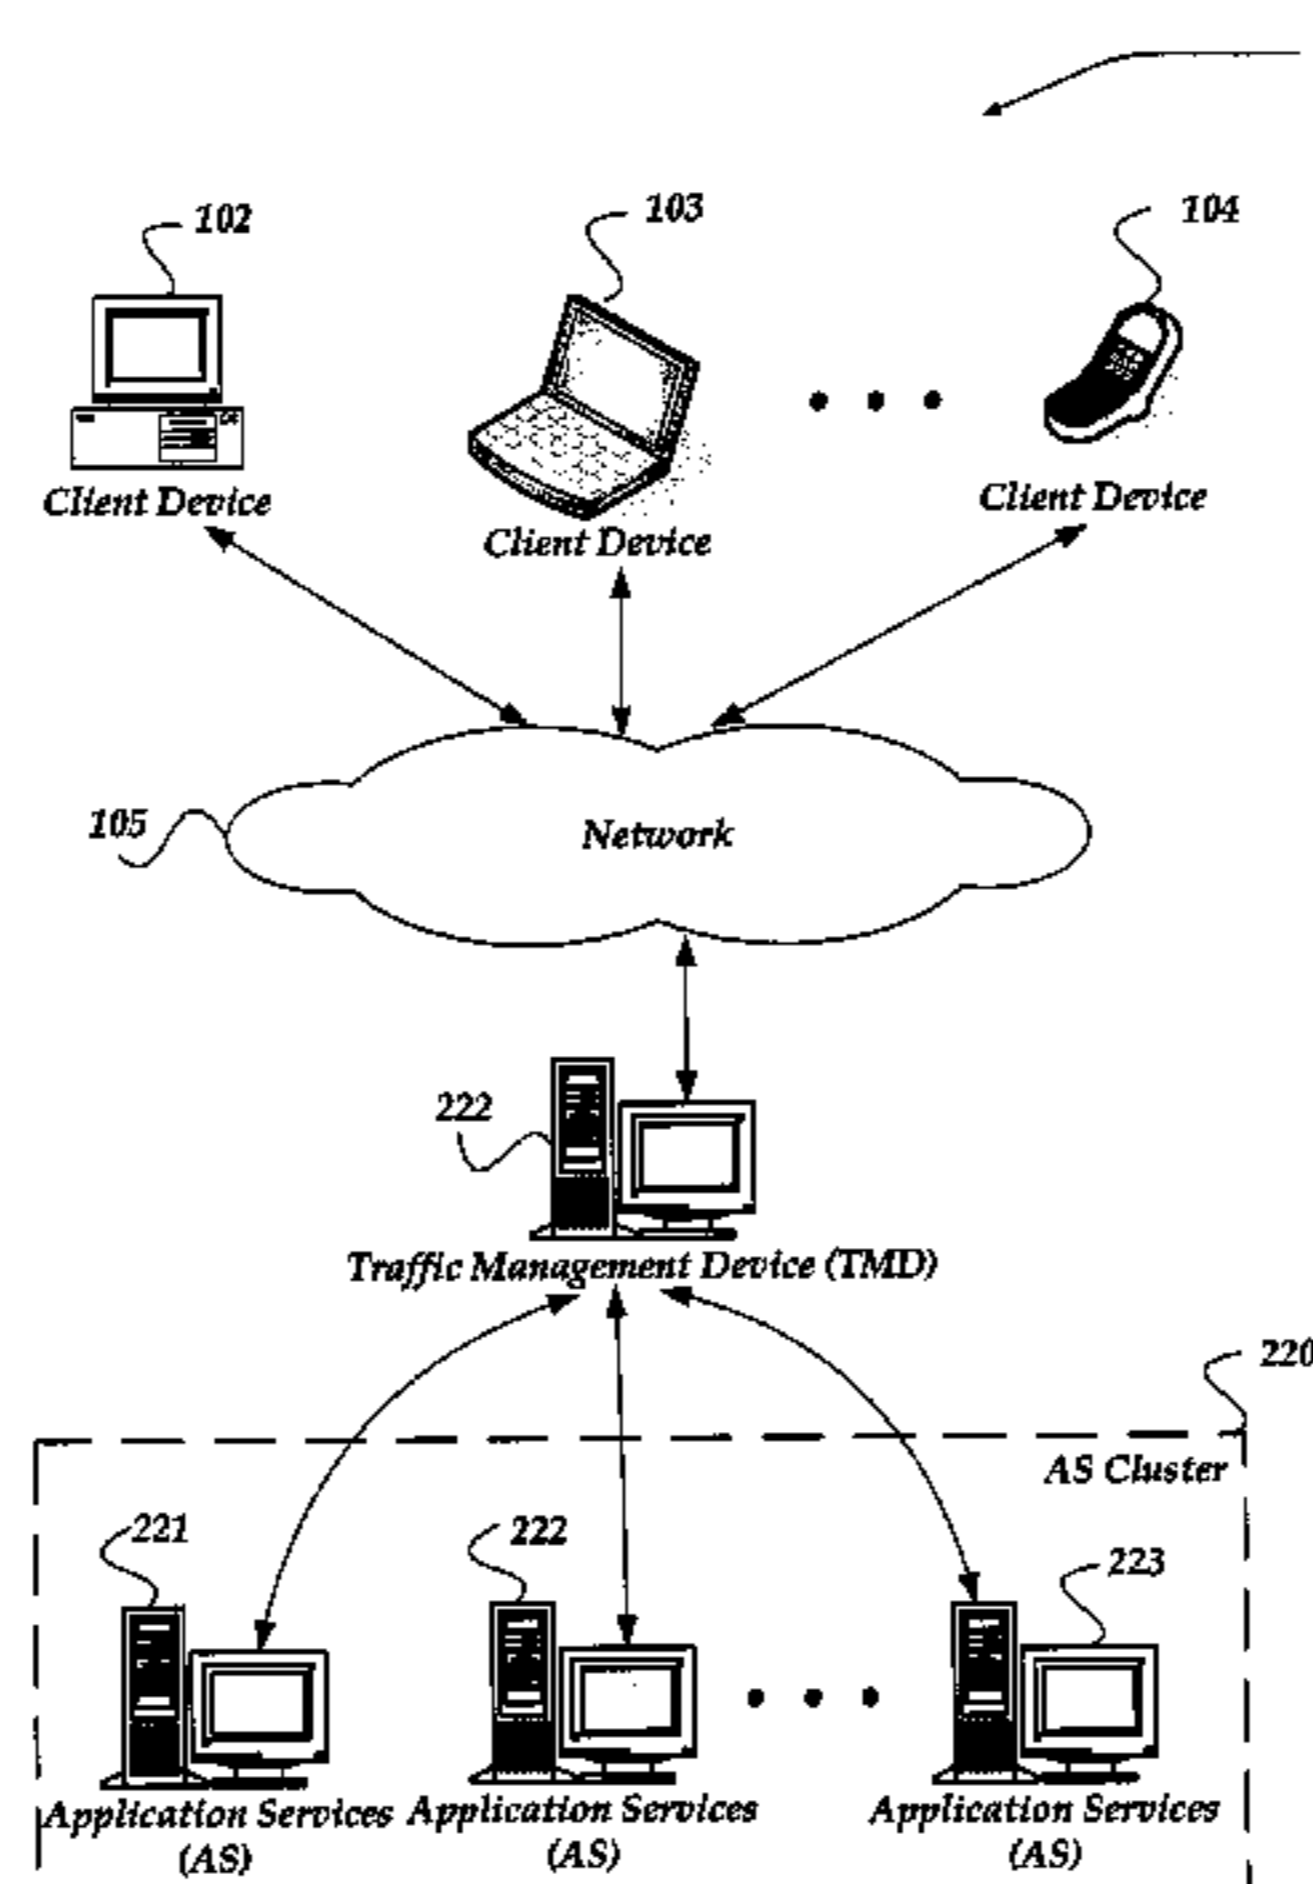 102
103
104
Client Device
Client Device
Client Device
105
Network
222
Traffic Management Device (TMD)
220
AS Cluster
221
222
223
Application Services
(AS)
Application Services
(AS)
Application Services
(AS)